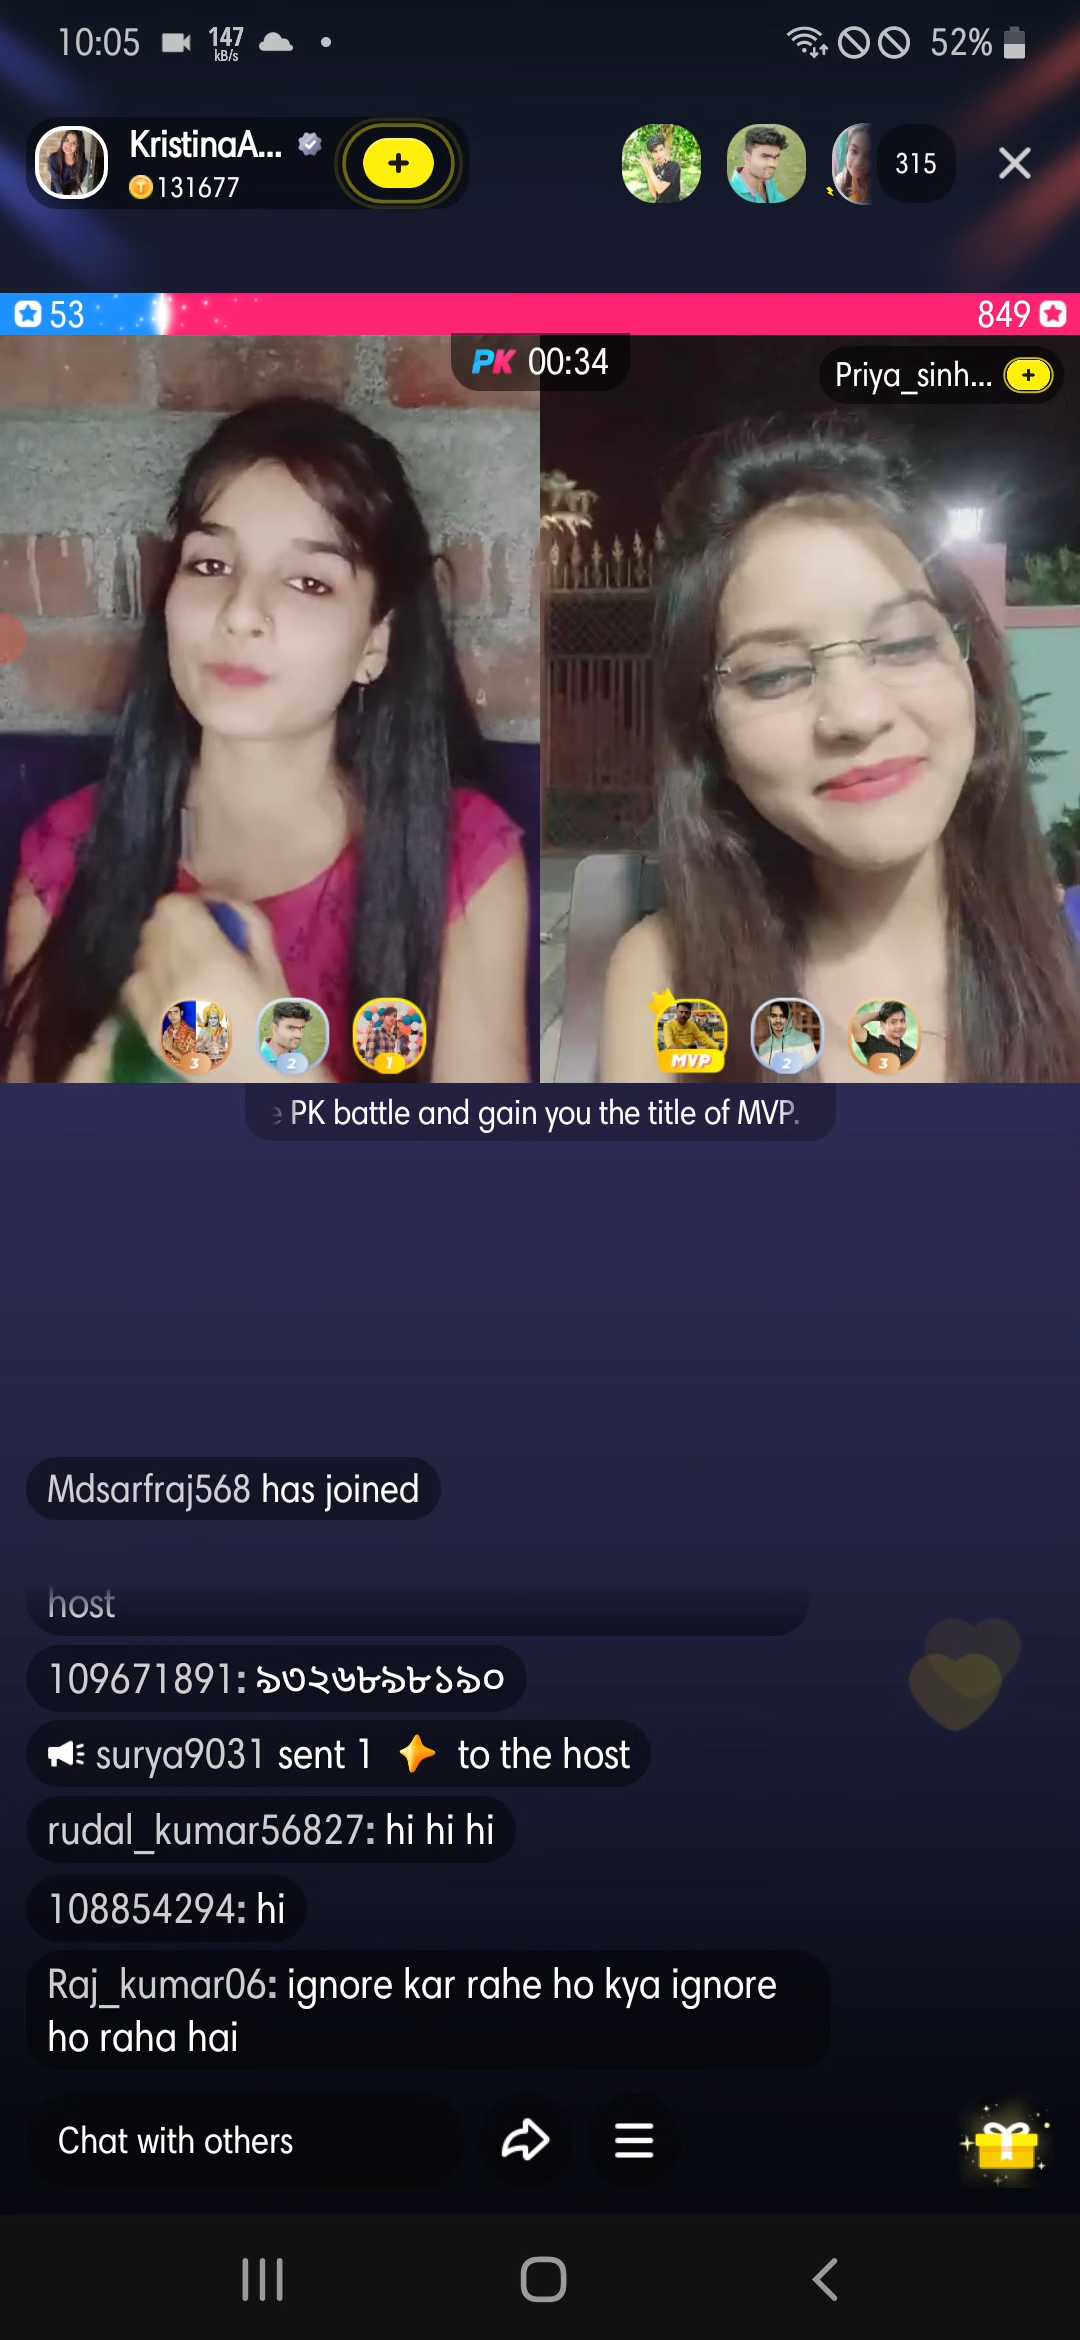 10:05 147 kB/s 52%
KristinaA...
131677
315
53 849
PK 00:34
Priya_sinh...
3 2 1 MVP 2 3
PK battle and gain you the title of MVP.
Mdsarfraj568 has joined
host
109671891: ৯৩২৬৮৯৮১৯০
surya9031 sent 1 to the host
rudal_kumar56827: hi hi hi
108854294: hi
Raj_kumar06: ignore kar rahe ho kya ignore
ho raha hai
Chat with others